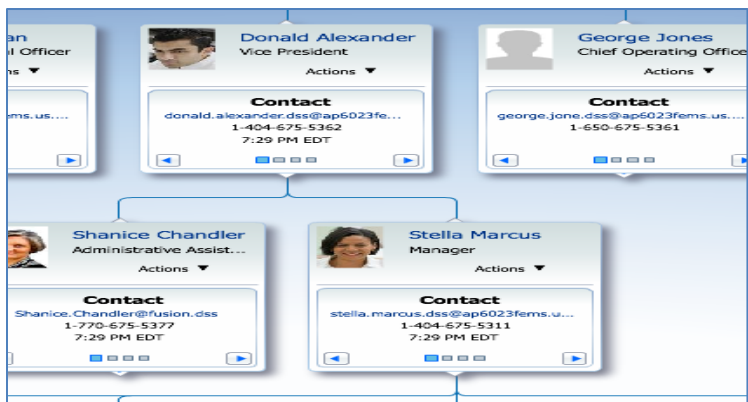 an
l Officer
ns ▼
ems.us....
Donald Alexander
Vice President
Actions ▼
Contact
donald.alexander.dss@ap6023fe...
1-404-675-5362
7:29 PM EDT
George Jones
Chief Operating Office
Actions ▼
Contact
george.jone.dss@ap6023fems.us....
1-650-675-5361
Shanice Chandler
Administrative Assist...
Actions ▼
Contact
Shanice.Chandler@fusion.dss
1-770-675-5377
7:29 PM EDT
Stella Marcus
Manager
Actions ▼
Contact
stella.marcus.dss@ap6023fems.u...
1-404-675-5311
7:29 PM EDT